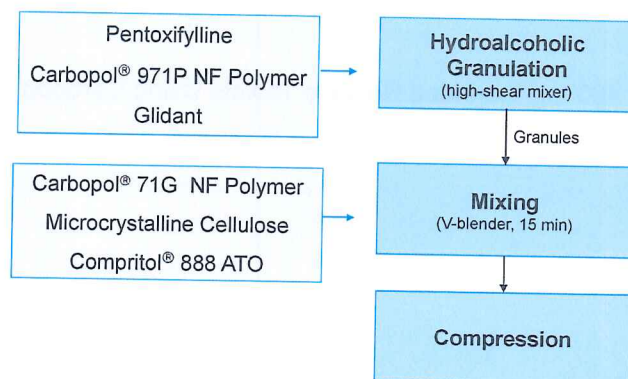 Pentoxifylline
Carbopol® 971P NF Polymer
Glidant
Hydroalcoholic
Granulation
(high-shear mixer)
Granules
Carbopol® 71G NF Polymer
Microcrystalline Cellulose
Compritol® 888 ATO
Mixing
(V-blender, 15 min)
Compression